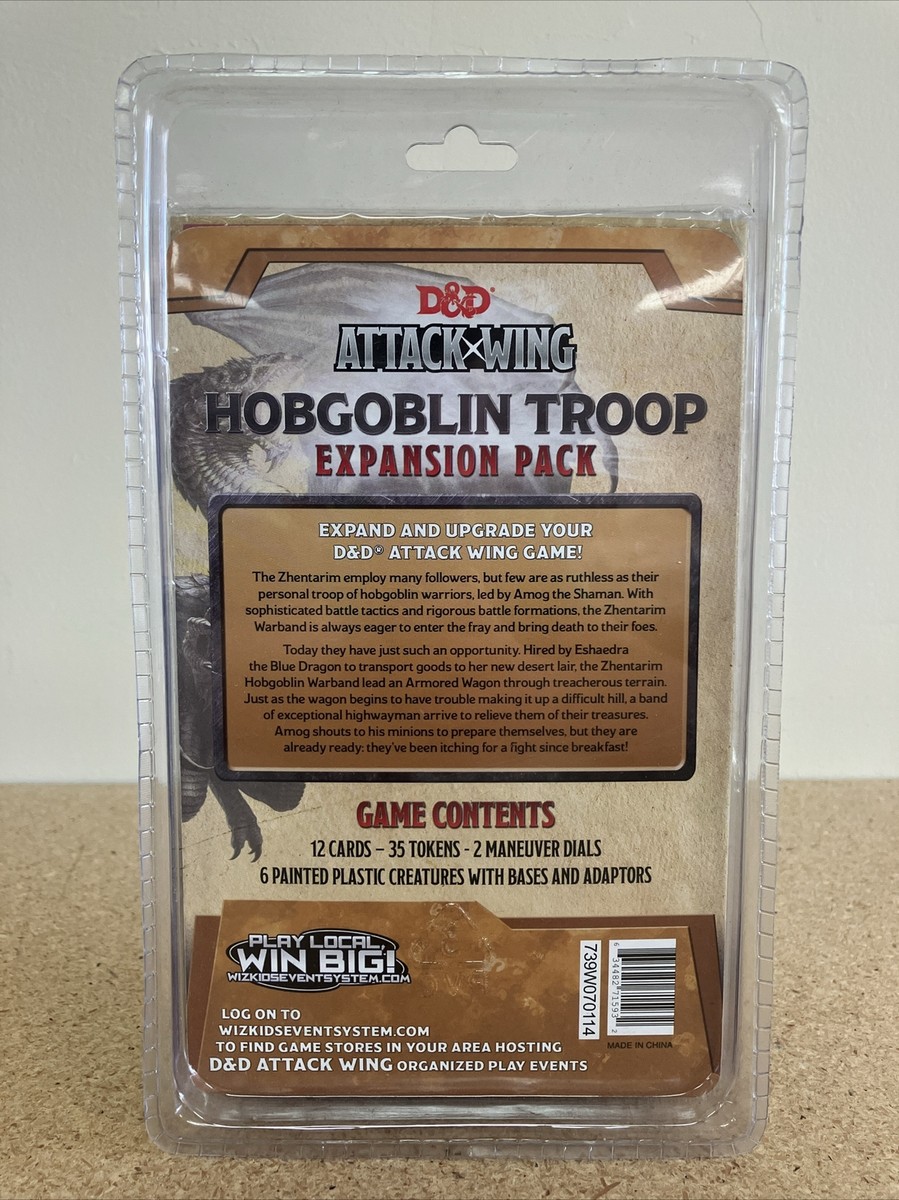 D&D®
ATTACK WING
HOBGOBLIN TROOP
EXPANSION PACK
EXPAND AND UPGRADE YOUR
D&D® ATTACK WING GAME!
The Zhentarim employ many followers, but few are as ruthless as their
personal troop of hobgoblin warriors, led by Amog the Shaman. With
sophisticated battle tactics and rigorous battle formations, the Zhentarim
Warband is always eager to enter the fray and bring death to their foes.
Today they have just such an opportunity. Hired by Eshaedra
the Blue Dragon to transport goods to her new desert lair, the Zhentarim
Hobgoblin Warband lead an Armored Wagon through treacherous terrain.
Just as the wagon begins to have trouble making it up a difficult hill, a band
of exceptional highwayman arrive to relieve them of their treasures.
Amog shouts to his minions to prepare themselves, but they are
already ready: they've been itching for a fight since breakfast!
GAME CONTENTS
12 CARDS – 35 TOKENS - 2 MANEUVER DIALS
6 PAINTED PLASTIC CREATURES WITH BASES AND ADAPTORS
PLAY LOCAL,
WIN BIG!
WIZKIDSEVENTSYSTEM.COM
LOG ON TO
WIZKIDSEVENTSYSTEM.COM
TO FIND GAME STORES IN YOUR AREA HOSTING
D&D ATTACK WING ORGANIZED PLAY EVENTS
739W070114
6 34482 71593 2
MADE IN CHINA